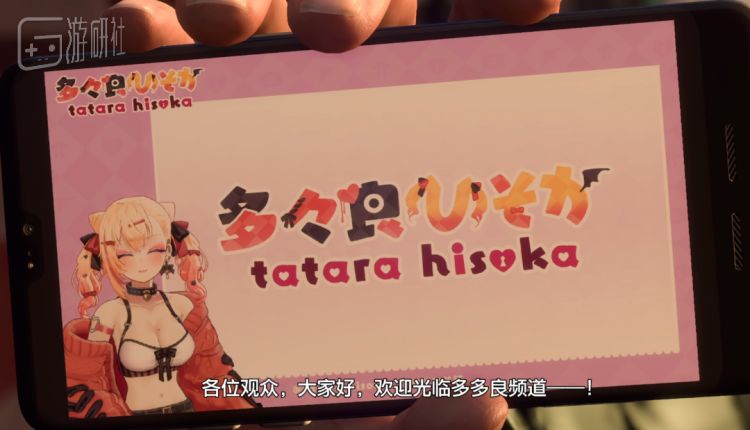 游研社
多々良ひそか
tatara hisoka
多々良ひそか
tatara hisoka
各位观众，大家好，欢迎光临多多良频道——！